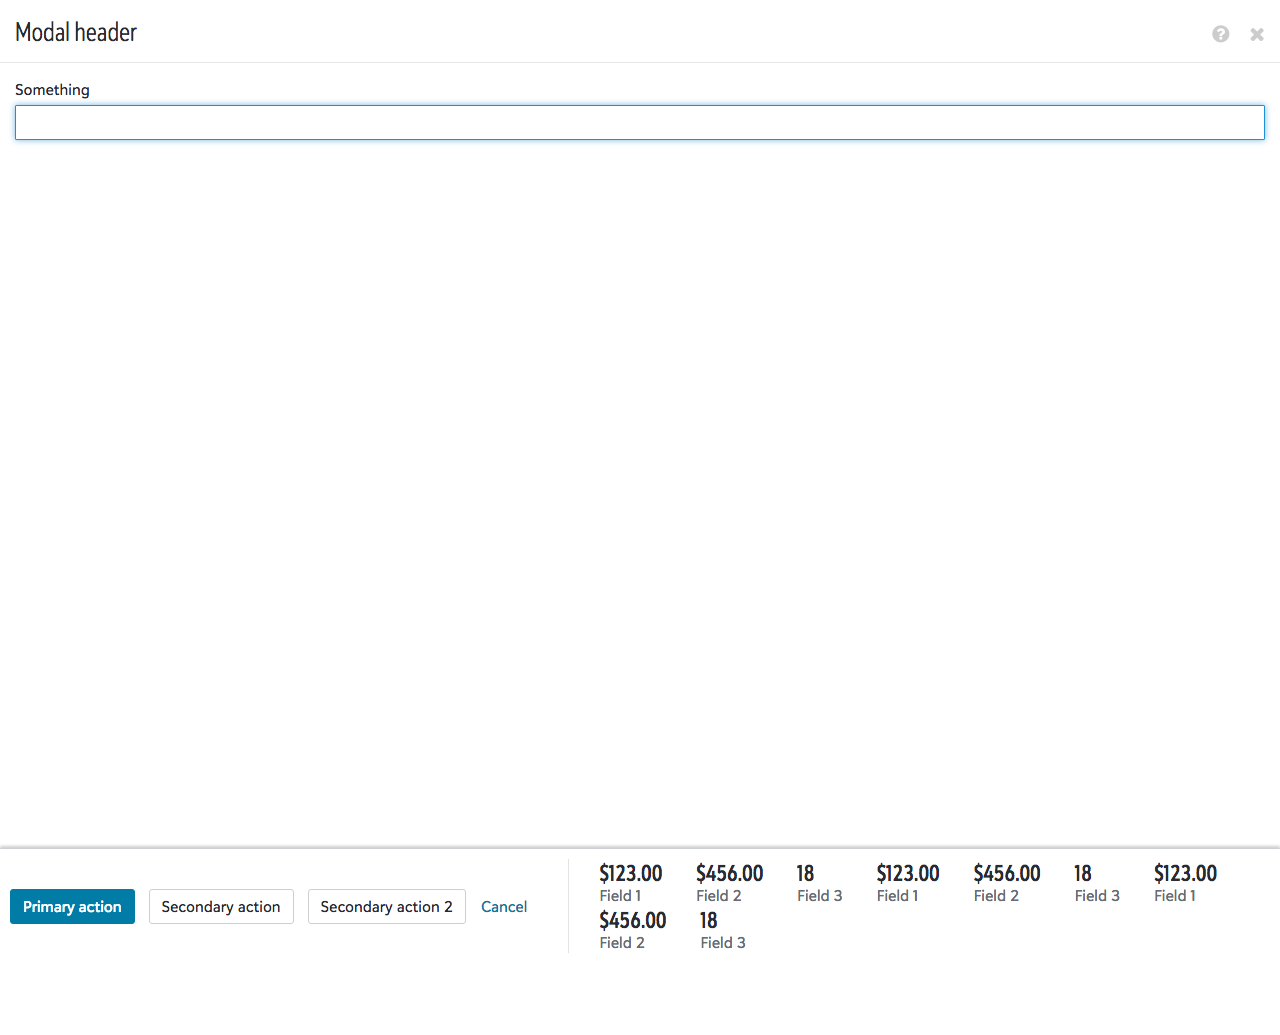 Modal header
Something
Primary action Secondary action Secondary action 2 Cancel
$123.00 $456.00 18 $123.00 $456.00 18 $123.00
Field 1 Field 2 Field 3 Field 1 Field 2 Field 3 Field 1
$456.00 18
Field 2 Field 3